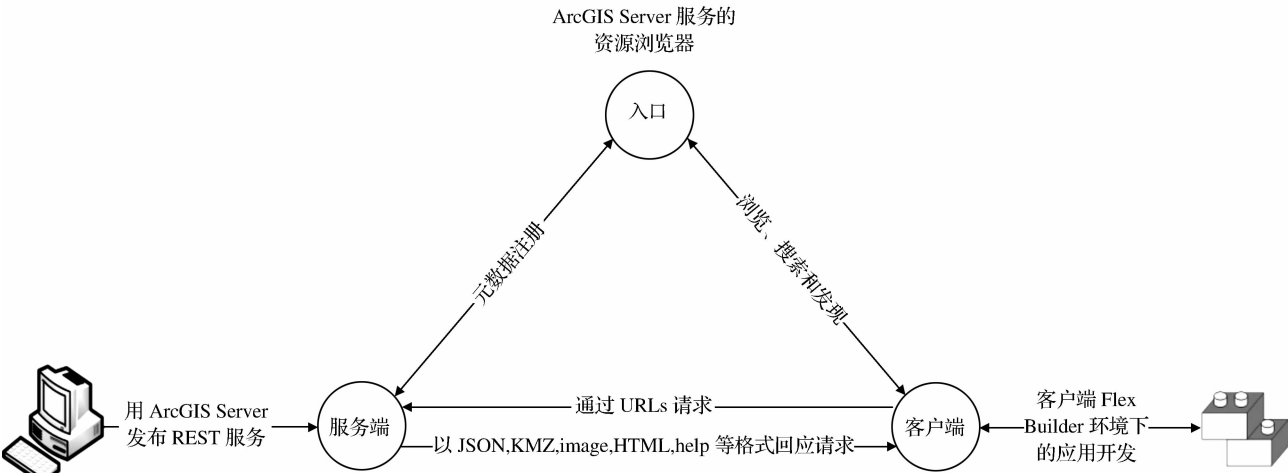 ArcGIS Server 服务的
资源浏览器
入口
元数据注册
浏览、搜索和发现
用 ArcGIS Server
发布 REST 服务
服务端
通过 URLs 请求
以 JSON,KMZ,image,HTML,help 等格式回应请求
客户端
客户端 Flex
Builder 环境下
的应用开发